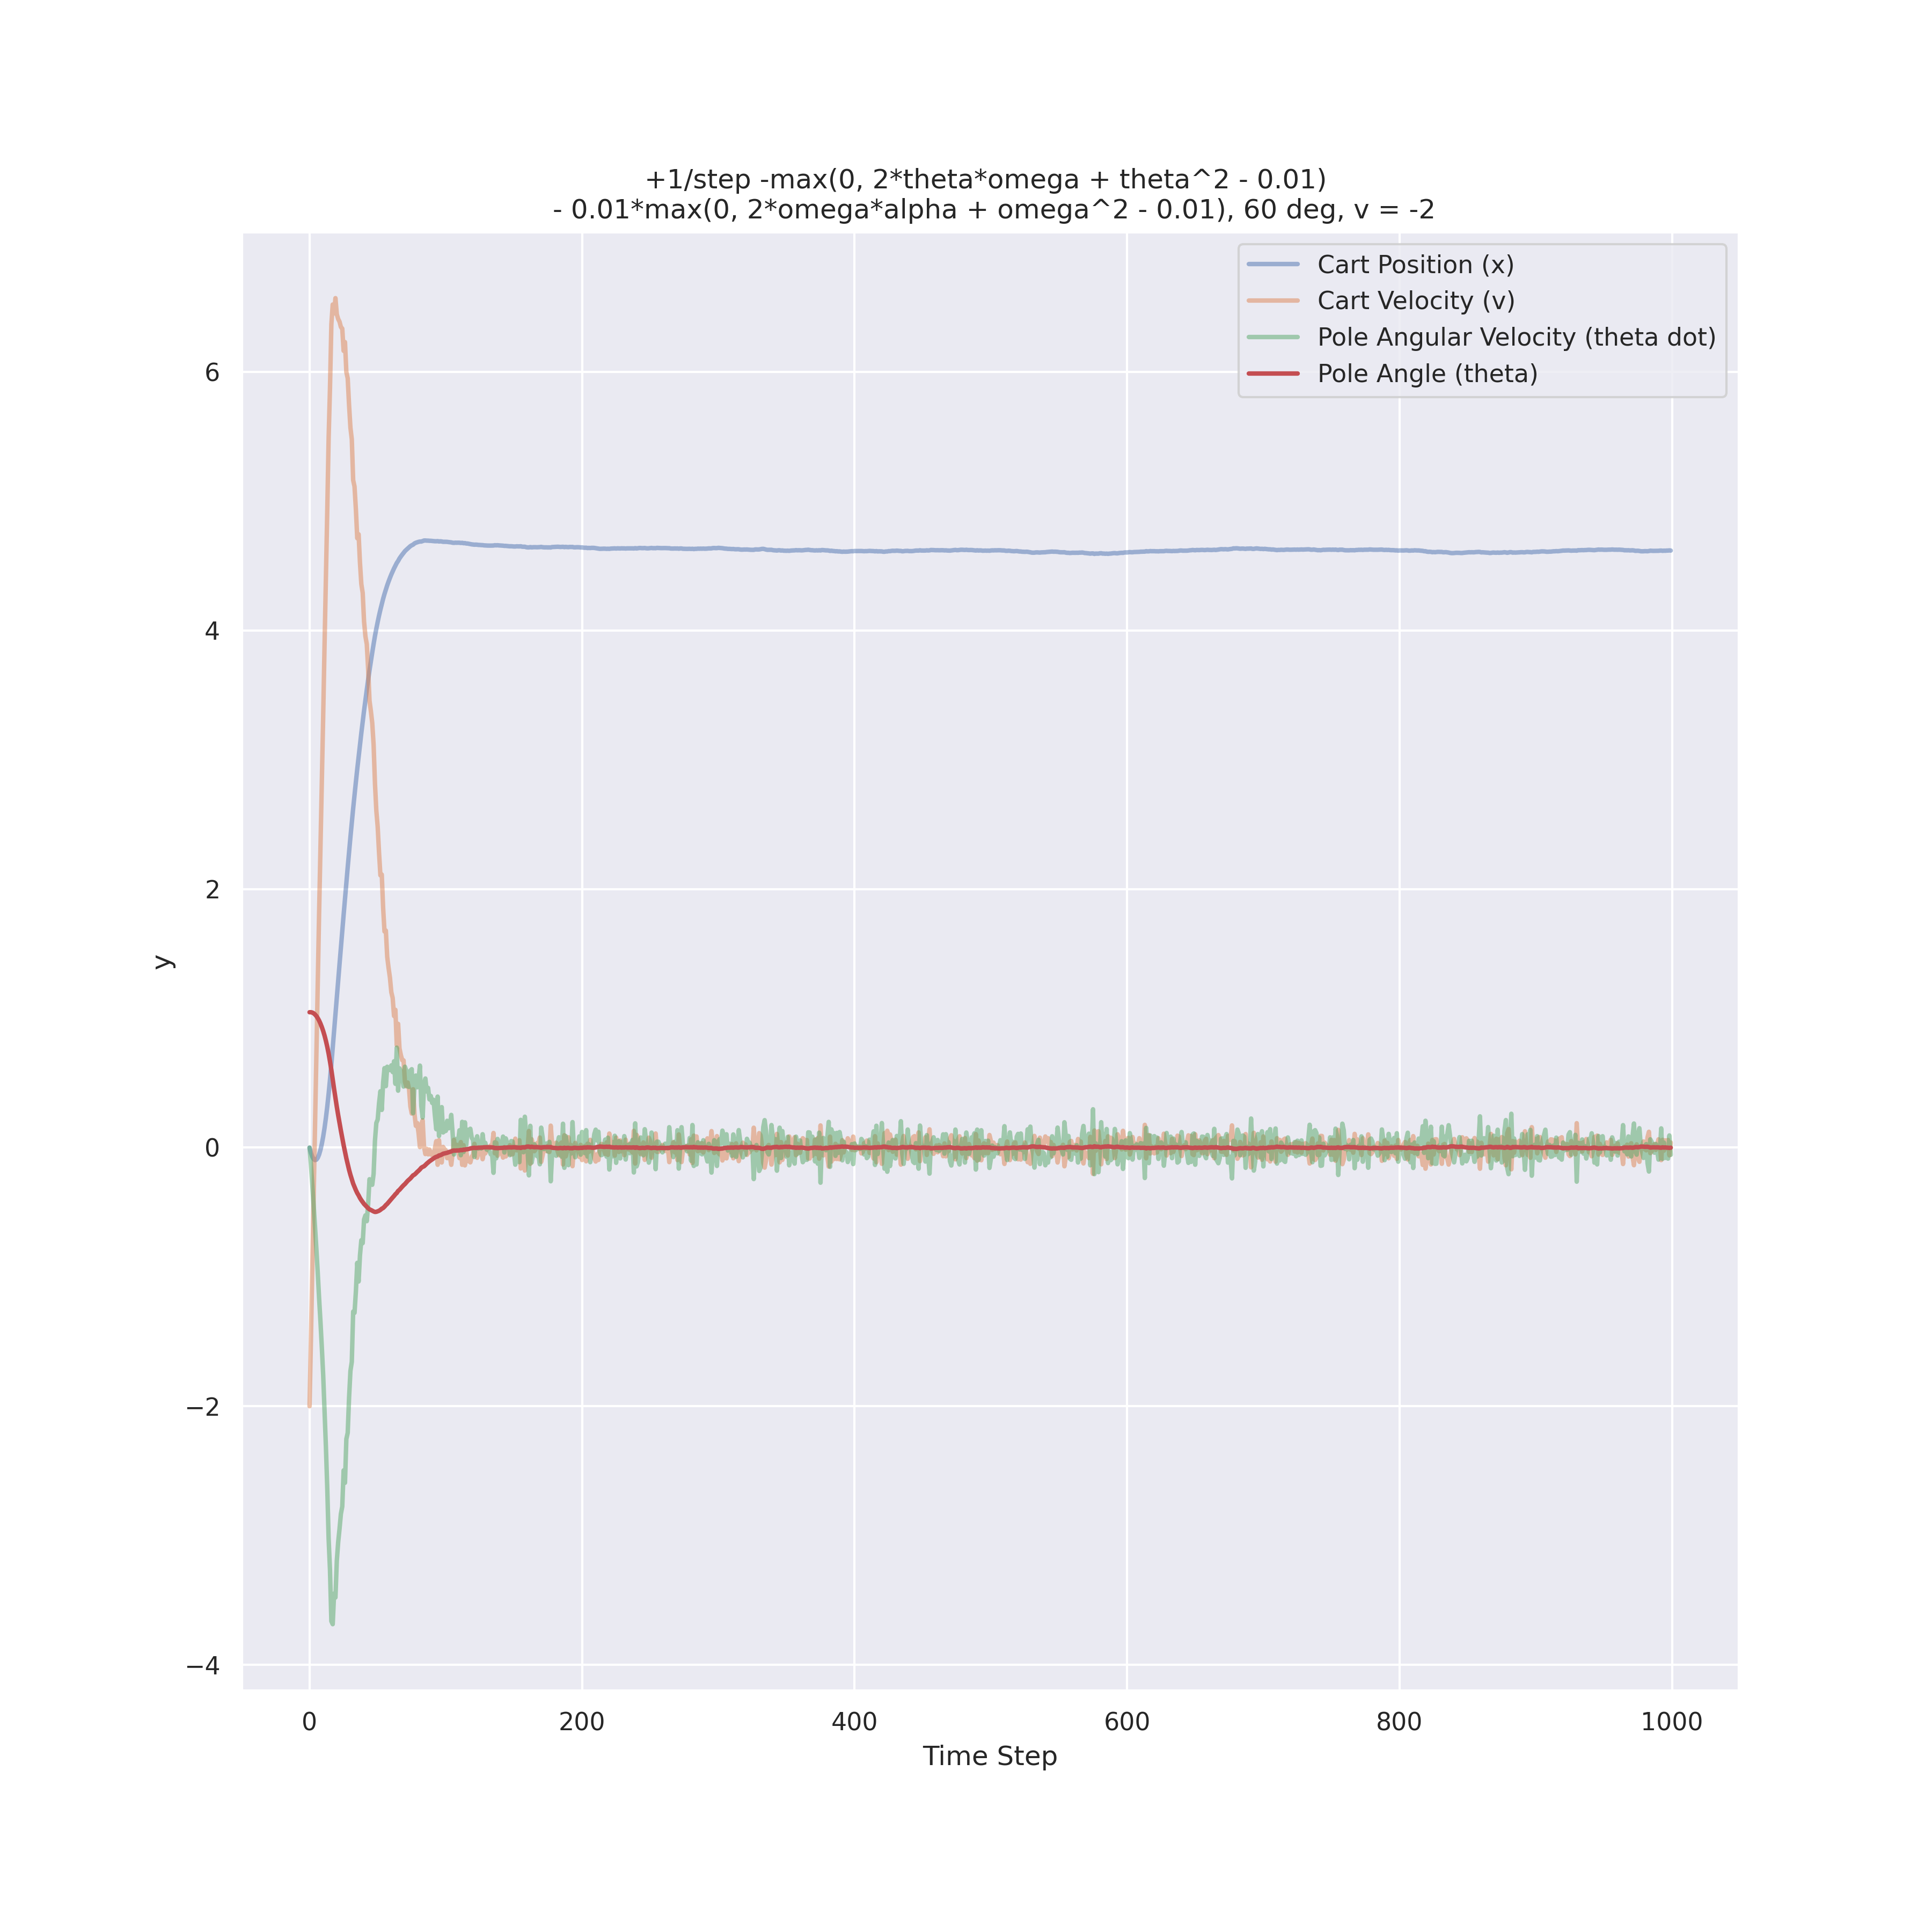 +1/step -max(0, 2*theta*omega + theta^2 - 0.01)
- 0.01*max(0, 2*omega*alpha + omega^2 - 0.01), 60 deg, v = -2
Cart Position (x)
Cart Velocity (v)
Pole Angular Velocity (theta dot)
Pole Angle (theta)
6
4
2
0
−2
−4
y
0 200 400 600 800 1000
Time Step